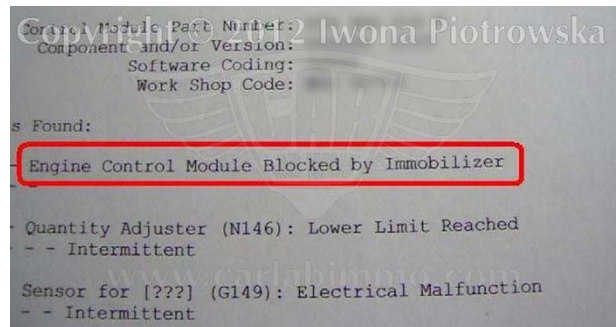 Copyright © 2012 Iwona Piotrowska
Control Module Part Number:
Component and/or Version:
Software Coding:
Work Shop Code:
s Found:
- Engine Control Module Blocked by Immobilizer
- -
Quantity Adjuster (N146): Lower Limit Reached
- - - Intermittent
www.carlabimmo.com
Sensor for [???] (G149): Electrical Malfunction
- - Intermittent